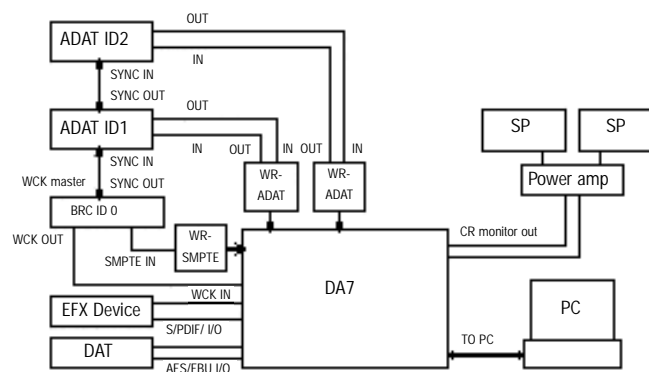 OUT
ADAT ID2
IN
SYNC IN
SYNC OUT
OUT
ADAT ID1
IN
OUT
IN
OUT
IN
SP
SP
SYNC IN
WCK master
SYNC OUT
WR-
ADAT
WR-
ADAT
Power amp
BRC ID 0
WCK OUT
WR-
SMPTE
SMPTE IN
CR monitor out
DA7
WCK IN
EFX Device
S/PDIF/ I/O
PC
TO PC
DAT
AES/EBU I/O